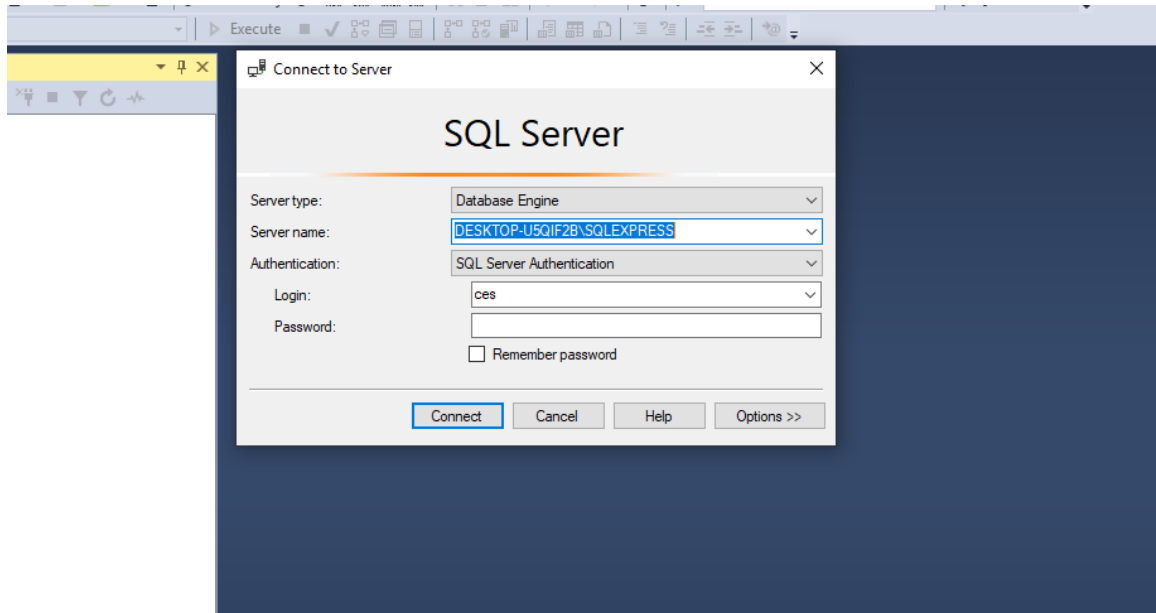 Execute
Connect to Server
SQL Server
Server type:
Database Engine
Server name:
DESKTOP-U5QIF2B\SQLEXPRESS
Authentication:
SQL Server Authentication
Login:
ces
Password:
Remember password
Connect
Cancel
Help
Options >>